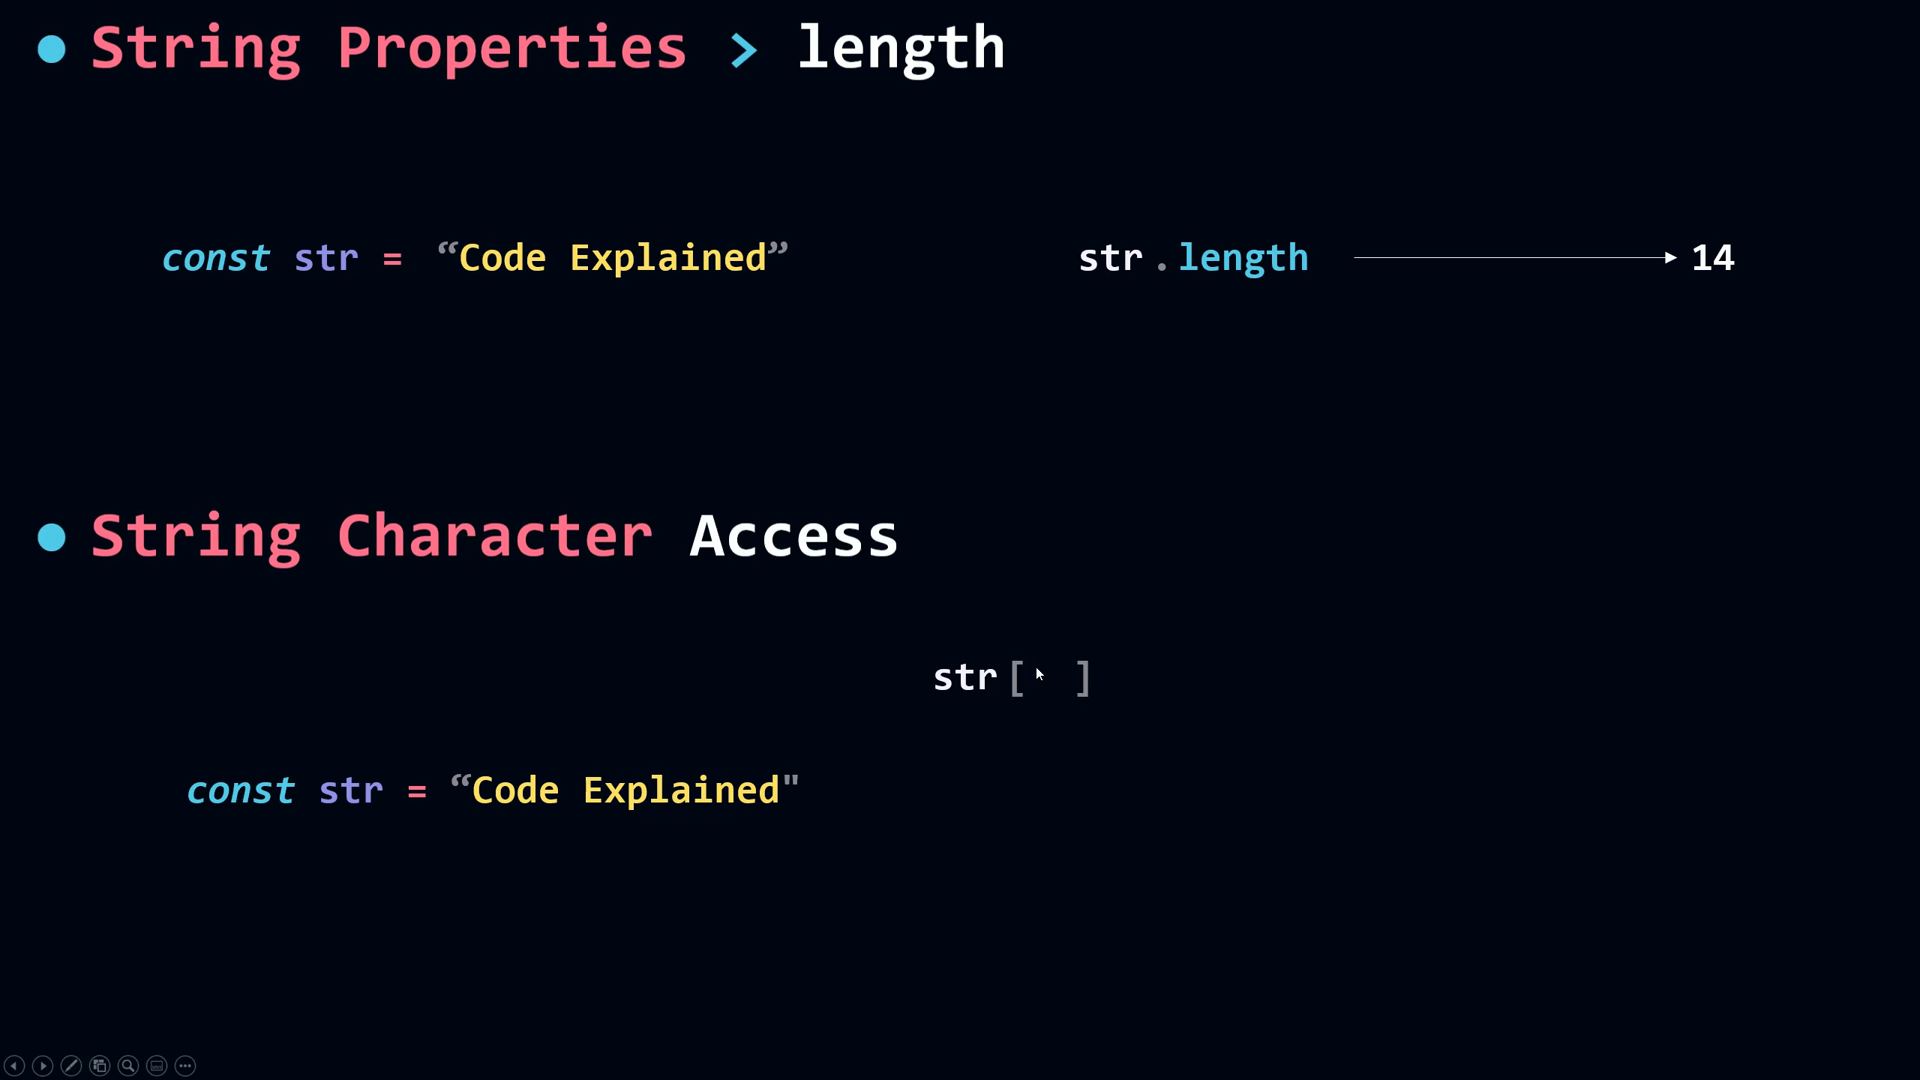 String Properties > length
const str = “Code Explained” str.length 14
String Character Access
str[ ]
const str = “Code Explained"